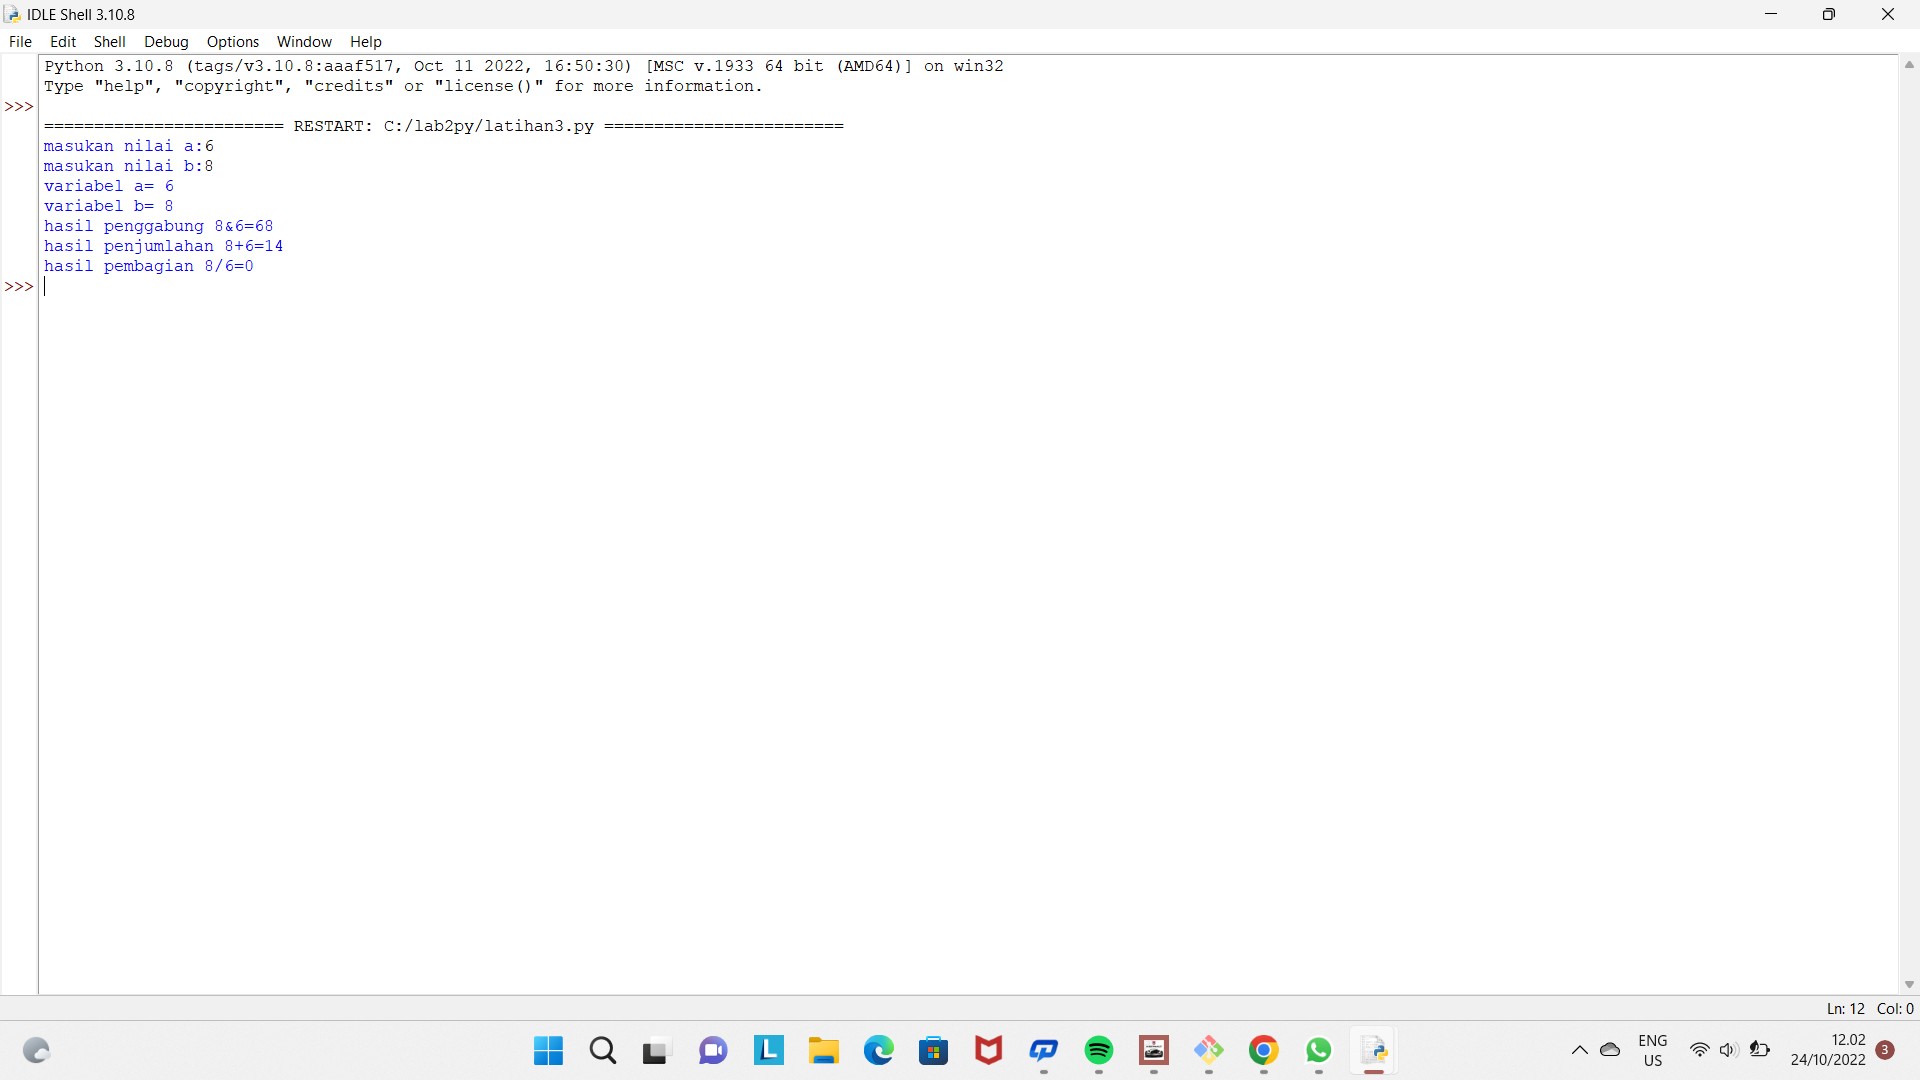 IDLE Shell 3.10.8
File Edit Shell Debug Options Window Help
Python 3.10.8 (tags/v3.10.8:aaaf517, Oct 11 2022, 16:50:30) [MSC v.1933 64 bit (AMD64)] on win32
Type "help", "copyright", "credits" or "license()" for more information.
>>>
======================== RESTART: C:/lab2py/latihan3.py ========================
masukan nilai a:6
masukan nilai b:8
variabel a= 6
variabel b= 8
hasil penggabung 8&6=68
hasil penjumlahan 8+6=14
hasil pembagian 8/6=0
>>>
Ln: 12 Col: 0
L
ENG
US
12.02
24/10/2022
3